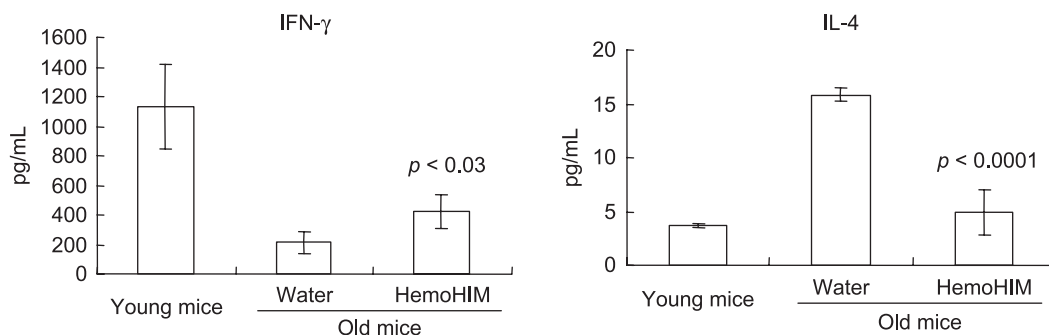 IFN-γ
1600
1400
1200
1000
800
600
400
200
0
pg/mL
p < 0.03
Young mice
Water
HemoHIM
Old mice
IL-4
20
15
10
5
0
pg/mL
p < 0.0001
Young mice
Water
HemoHIM
Old mice